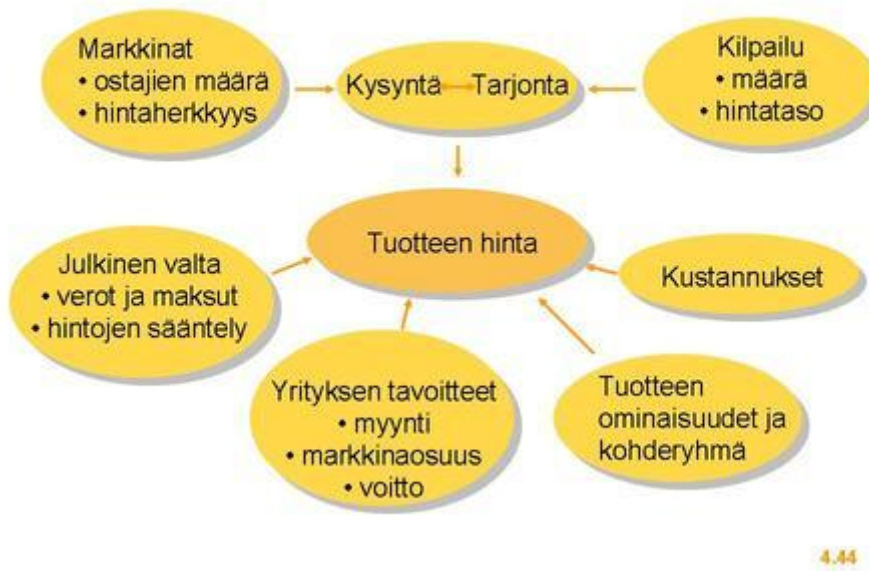 Markkinat
• ostajien määrä
• hintaherkkyys
Kysyntä Tarjonta
Kilpailu
• määrä
• hintataso
Tuotteen hinta
Julkinen valta
• verot ja maksut
• hintojen sääntely
Kustannukset
Yrityksen tavoitteet
• myynti
• markkinaosuus
• voitto
Tuotteen
ominaisuudet ja
kohderyhmä
4.44